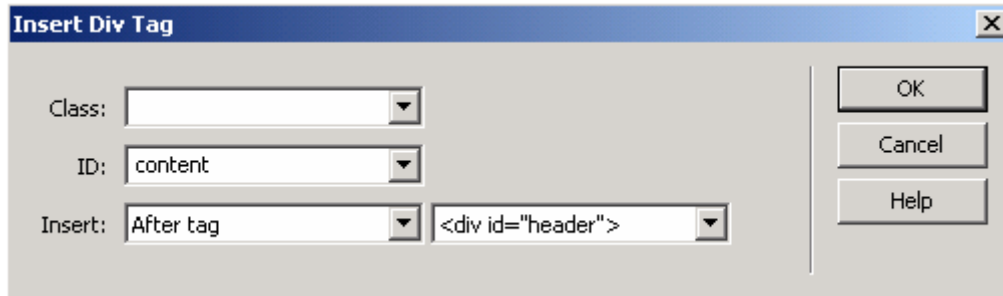 Insert Div Tag
Class:
ID: content
Insert: After tag <div id="header">
OK
Cancel
Help